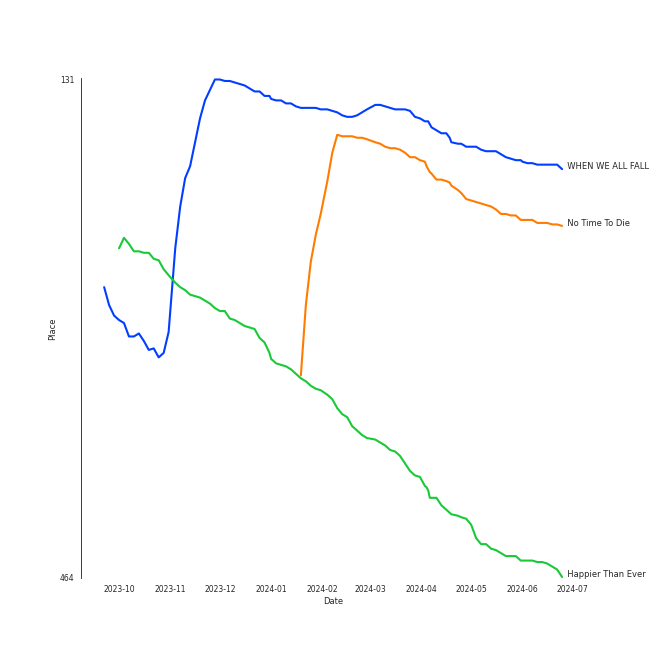 131
WHEN WE ALL FALL
No Time To Die
Place
Happier Than Ever
464
2023-10 2023-11 2023-12 2024-01 2024-02 2024-03 2024-04 2024-05 2024-06 2024-07
Date